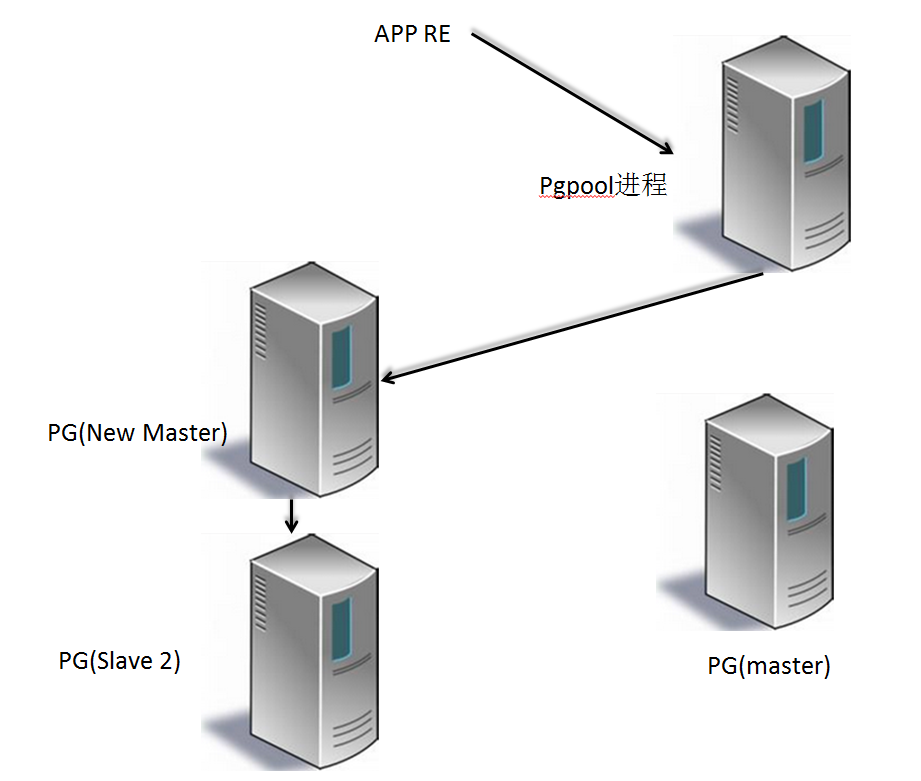 APP RE
Pgpool进程
PG(New Master)
PG(Slave 2)
PG(master)